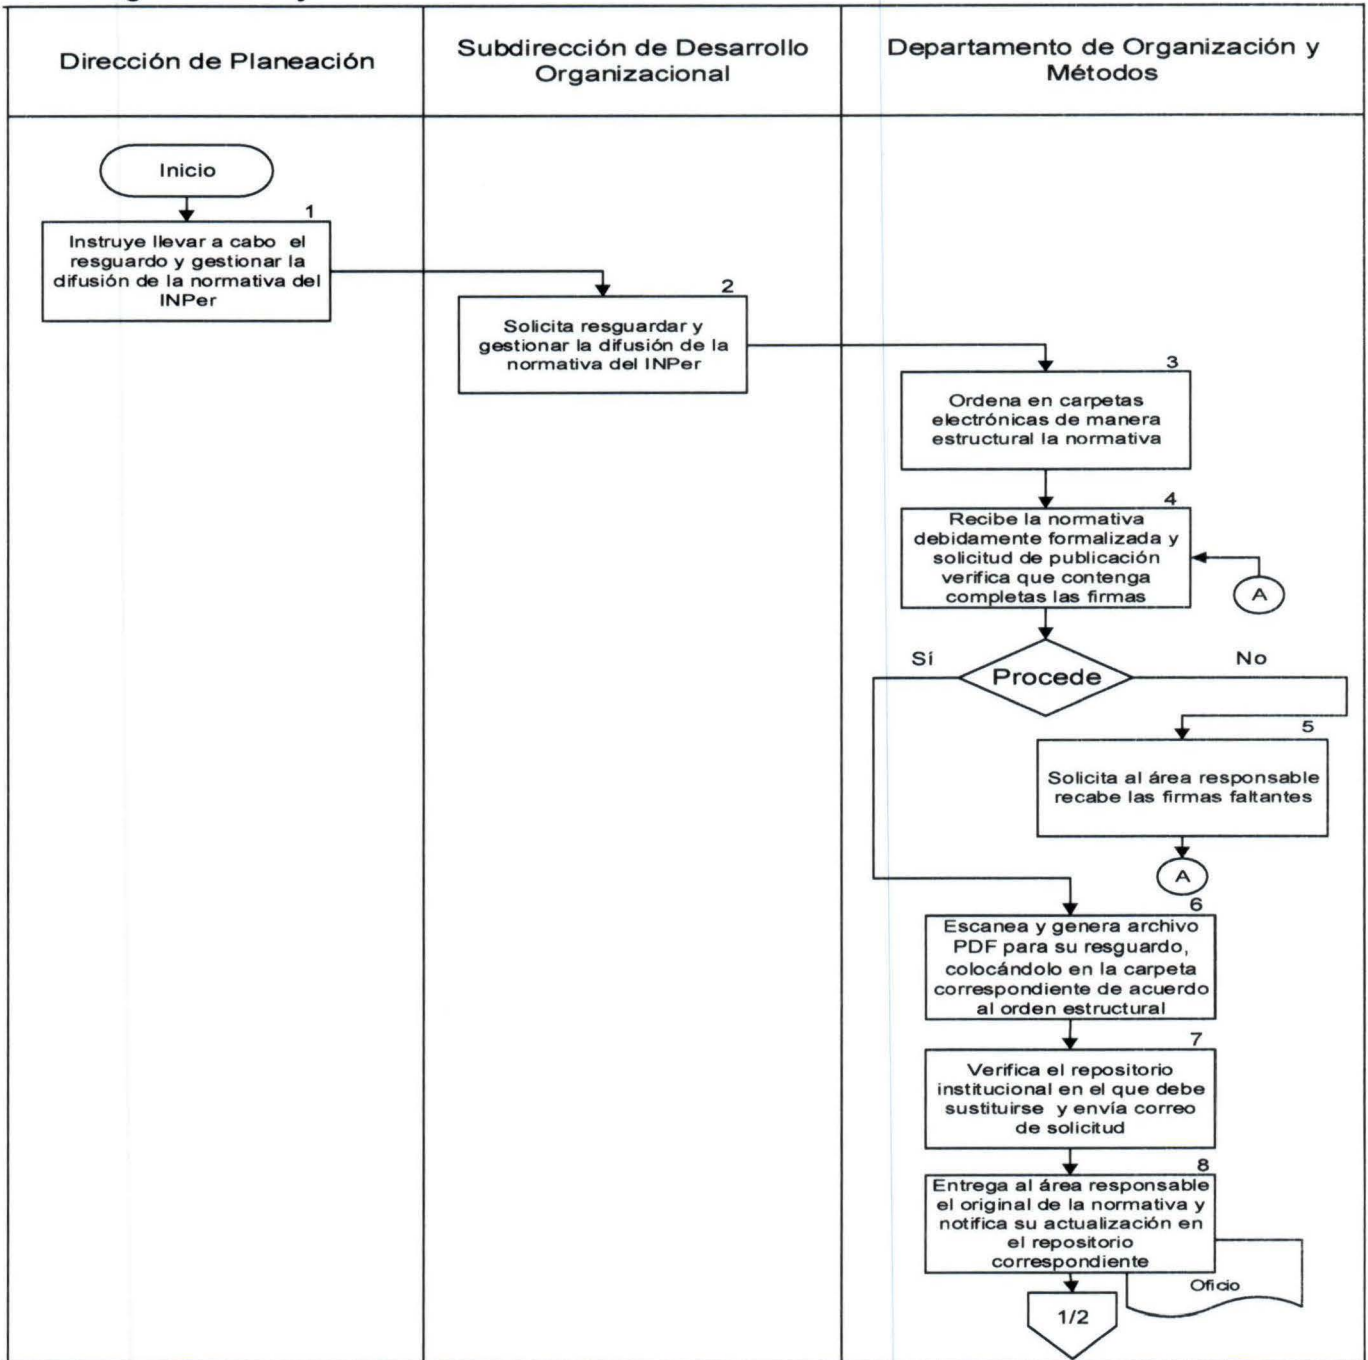 Dirección de Planeación
Subdirección de Desarrollo
Organizacional
Departamento de Organización y
Métodos
Inicio
1
Instruye llevar a cabo el
resguardo y gestionar la
difusión de la normativa del
INPer
2
Solicita resguardar y
gestionar la difusión de la
normativa del INPer
3
Ordena en carpetas
electrónicas de manera
estructural la normativa
4
Recibe la normativa
debidamente formalizada y
solicitud de publicación
verifica que contenga
completas las firmas
A
Sí
Procede
No
5
Solicita al área responsable
recabe las firmas faltantes
A
6
Escanea y genera archivo
PDF para su resguardo,
colocándolo en la carpeta
correspondiente de acuerdo
al orden estructural
7
Verifica el repositorio
institucional en el que debe
sustituirse y envía correo
de solicitud
8
Entrega al área responsable
el original de la normativa y
notifica su actualización en
el repositorio
correspondiente
Oficio
1/2